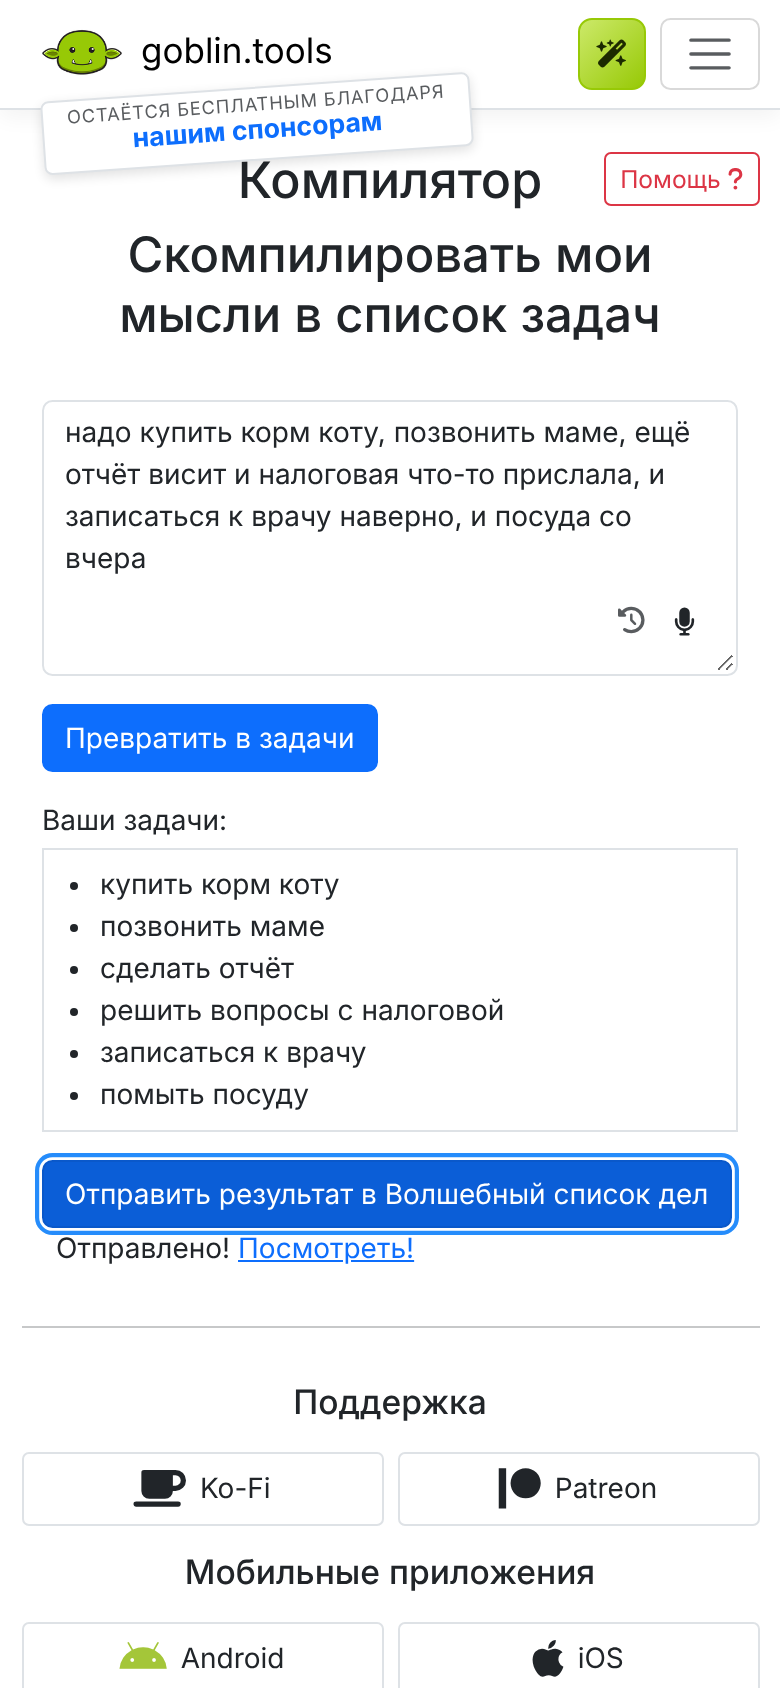 goblin.tools
ОСТАЁТСЯ БЕСПЛАТНЫМ БЛАГОДАРЯ
нашим спонсорам
Компилятор
Помощь ?
Скомпилировать мои
мысли в список задач
надо купить корм коту, позвонить маме, ещё
отчёт висит и налоговая что-то прислала, и
записаться к врачу наверно, и посуда со
вчера
Превратить в задачи
Ваши задачи:
• купить корм коту
• позвонить маме
• сделать отчёт
• решить вопросы с налоговой
• записаться к врачу
• помыть посуду
Отправить результат в Волшебный список дел
Отправлено! Посмотреть!
Поддержка
Ko-Fi
Patreon
Мобильные приложения
Android
iOS